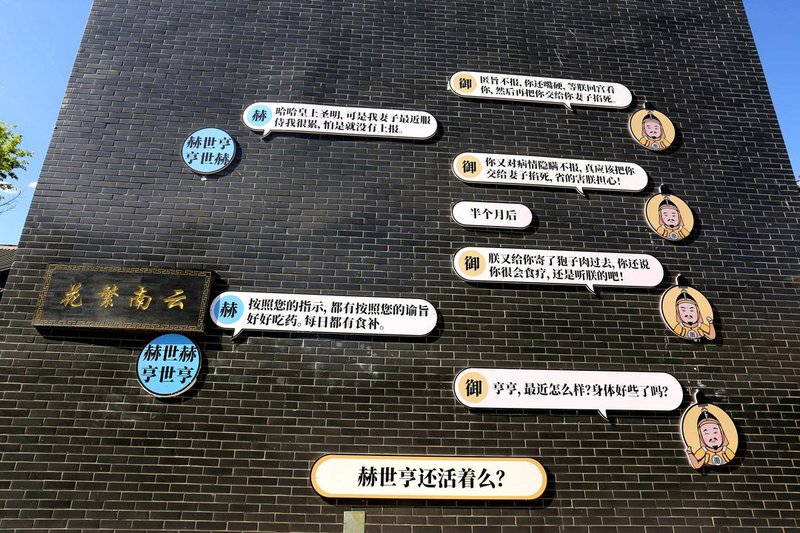 御
匿旨不报,你还嘴硬,等朕回宫看
你,然后再把你交给你妻子掐死。
赫
哈哈皇上圣明,可是我妻子最近服
侍我很累,怕是就没有上报。
赫世亨
亨世赫
御
你又对病情隐瞒不报,真应该把你
交给妻子掐死,省的害朕担心!
半个月后
御
朕又给你寄了狍子肉过去,你还说
你很会食疗,还是听朕的吧!
云南繁花
赫
按照您的指示,都有按照您的谕旨
好好吃药。每日都有食补。
赫世赫
亨世亨
御
亨亨,最近怎么样?身体好些了吗?
赫世亨还活着么?